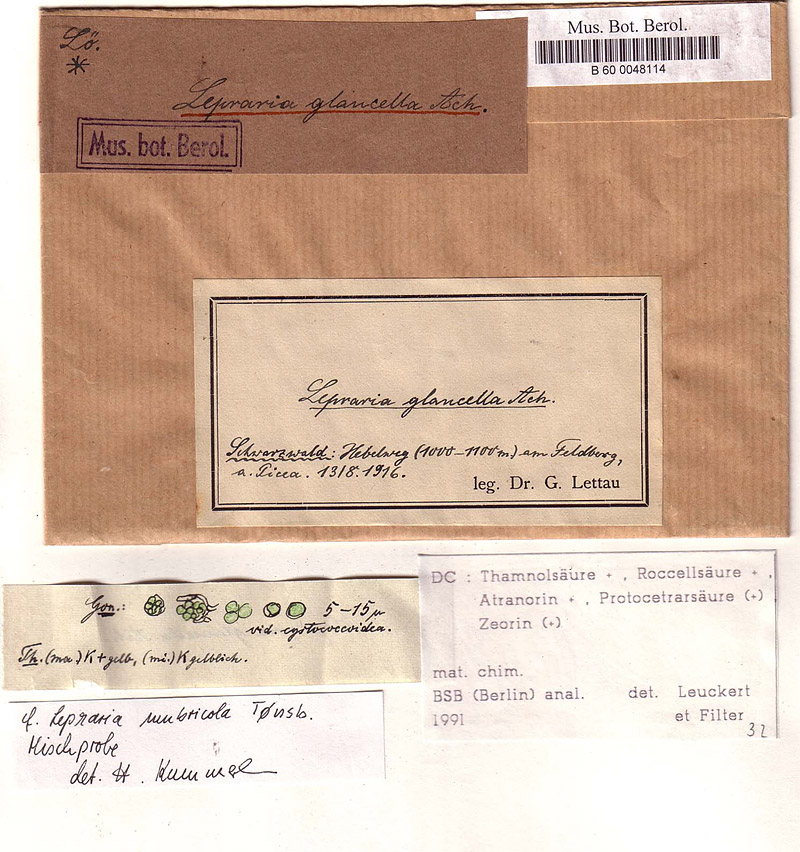 Lö.
*
Lepraria glaucella Ach.
Mus. bot. Berol.
Mus. Bot. Berol.
B 60 0048114
Lepraria glaucella Ach.
Schwarzwald: Hebelweg (1000–1100 m.) am Feldberg,
a. Picea. 13/8.1916.
leg. Dr. G. Lettau
Gon.: 5–15 µ
vid. cystococcoidea.
Th. (ma.) K + gelb, (mi.) K gelblich.
cf. Lepraria umbricola Tønsb.
Mischprobe
det. H. Kümmel
DC : Thamnolsäure + , Roccellsäure + ,
Atranorin + , Protocetrarsäure (+)
Zeorin (+)
mat. chim.
BSB (Berlin) anal. det. Leuckert
1991 et Filter
32